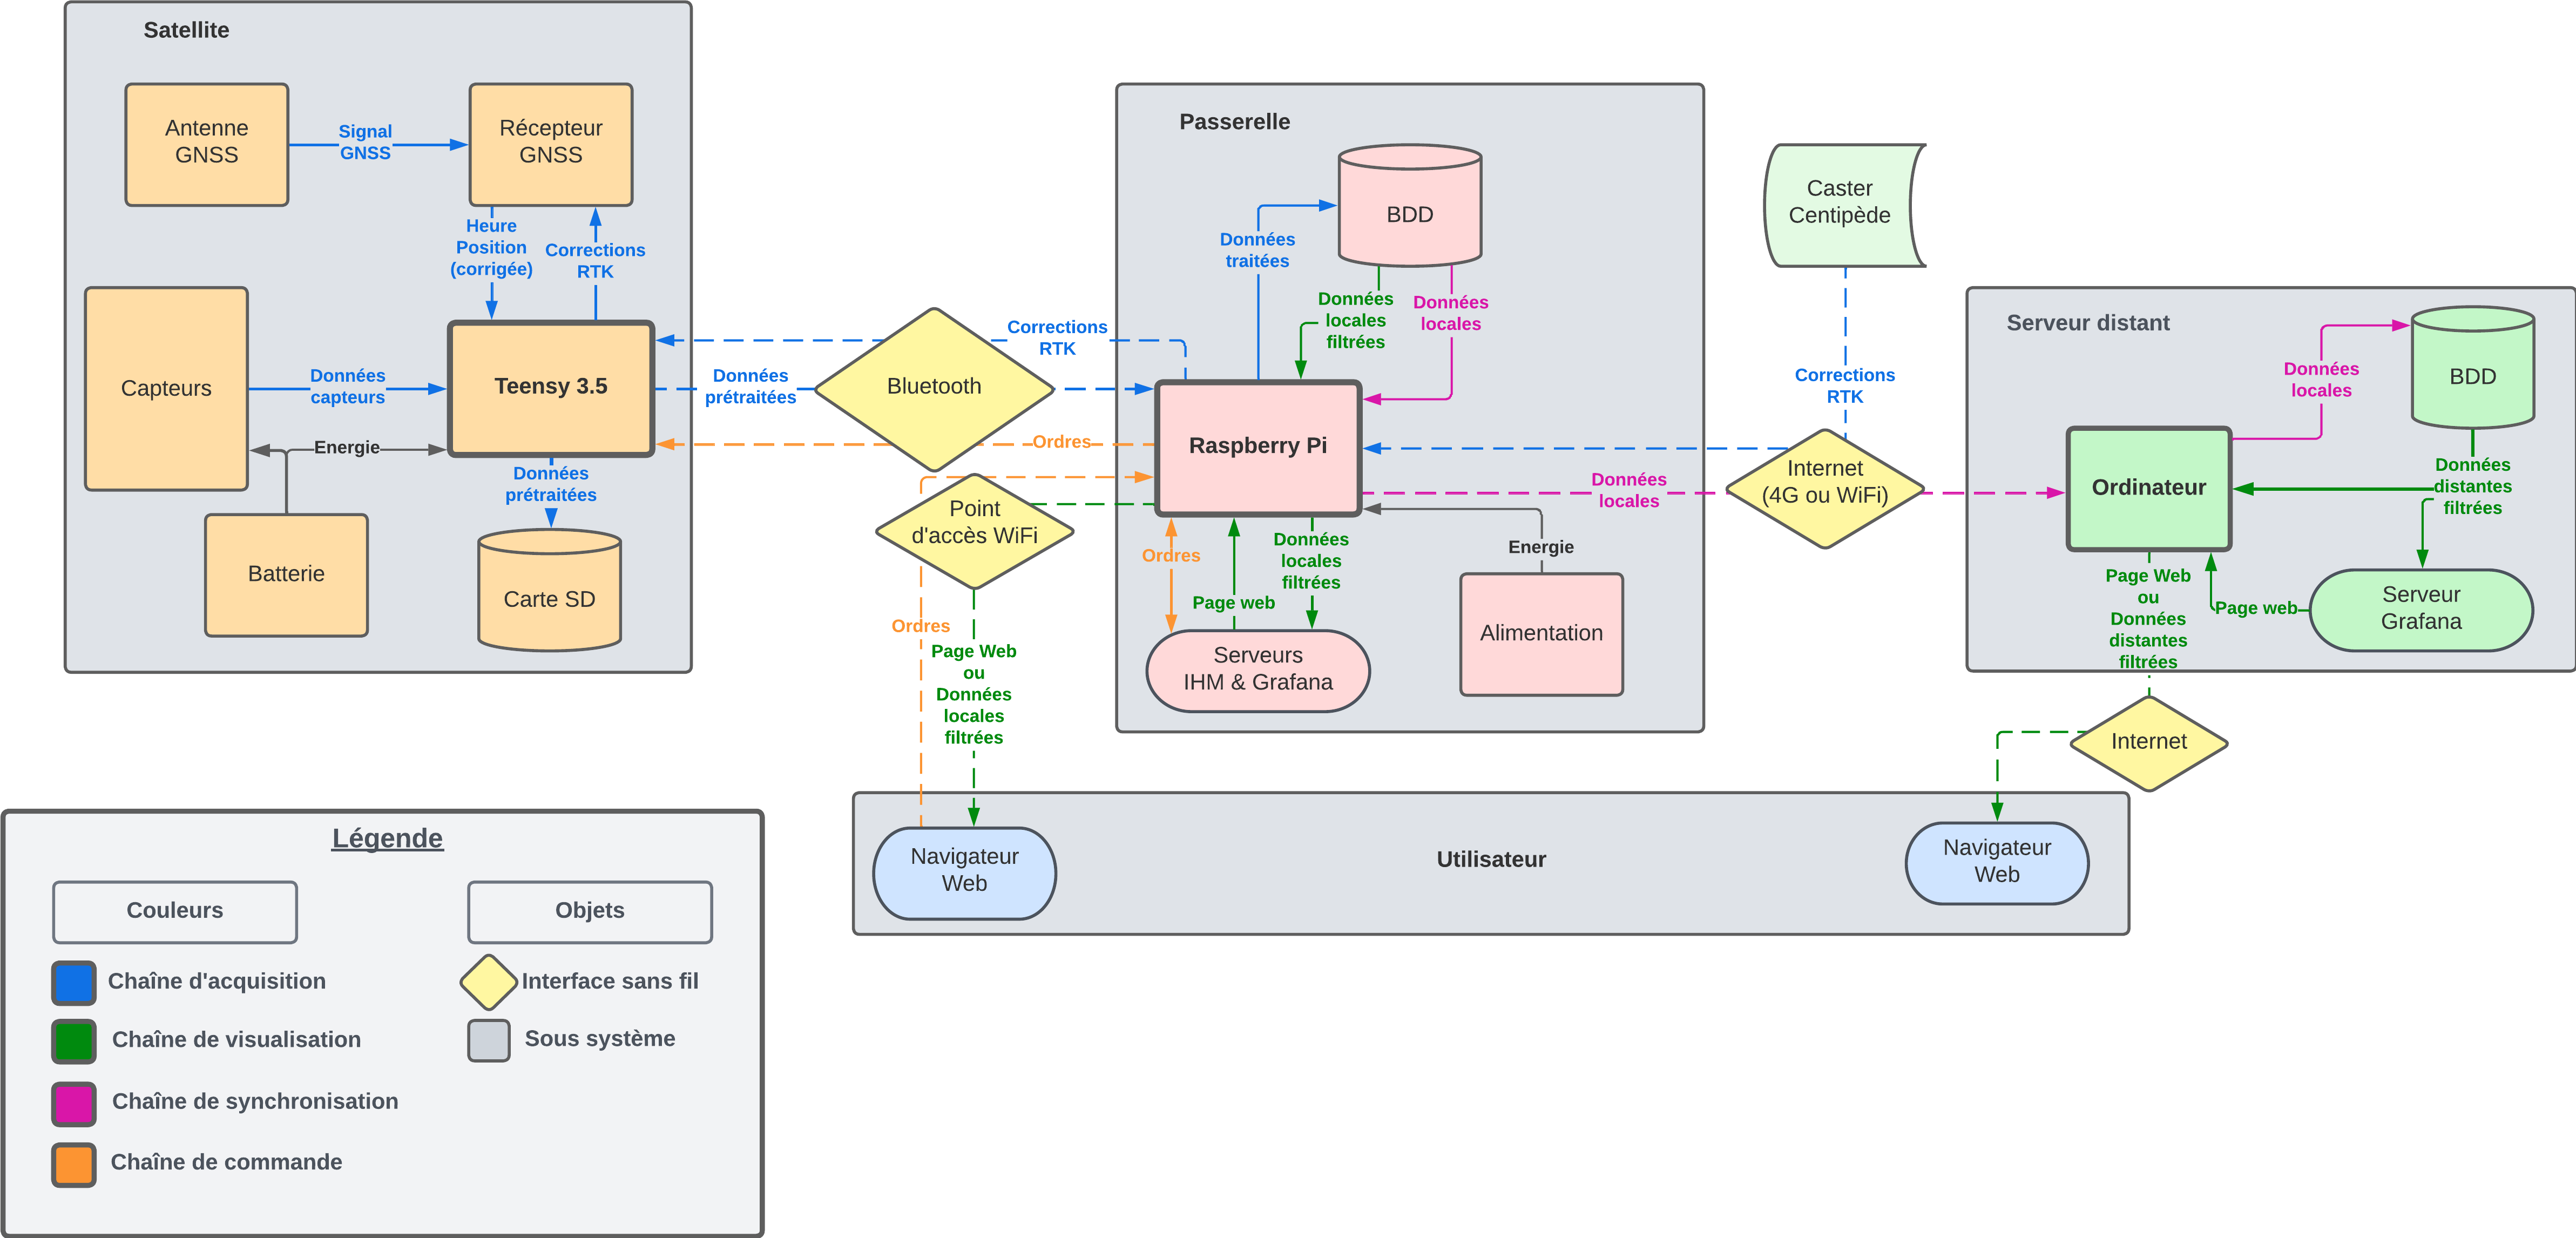 Satellite
Antenne
GNSS
Signal
GNSS
Récepteur
GNSS
Heure
Position
(corrigée)
Corrections
RTK
Capteurs
Données
capteurs
Teensy 3.5
Energie
Batterie
Données
prétraitées
Carte SD
Corrections
RTK
Données
prétraitées
Bluetooth
Ordres
Point
d'accès WiFi
Ordres
Page Web
ou
Données
locales
filtrées
Passerelle
BDD
Données
traitées
Données
locales
filtrées
Données
locales
Raspberry Pi
Ordres
Page web
Données
locales
filtrées
Energie
Serveurs
IHM & Grafana
Alimentation
Caster
Centipède
Corrections
RTK
Données
locales
Internet
(4G ou WiFi)
Serveur distant
BDD
Données
locales
Ordinateur
Données
distantes
filtrées
Page Web
ou
Données
distantes
filtrées
Page web
Serveur
Grafana
Internet
Navigateur
Web
Utilisateur
Navigateur
Web
Légende
Couleurs
Objets
Chaîne d'acquisition
Interface sans fil
Chaîne de visualisation
Sous système
Chaîne de synchronisation
Chaîne de commande